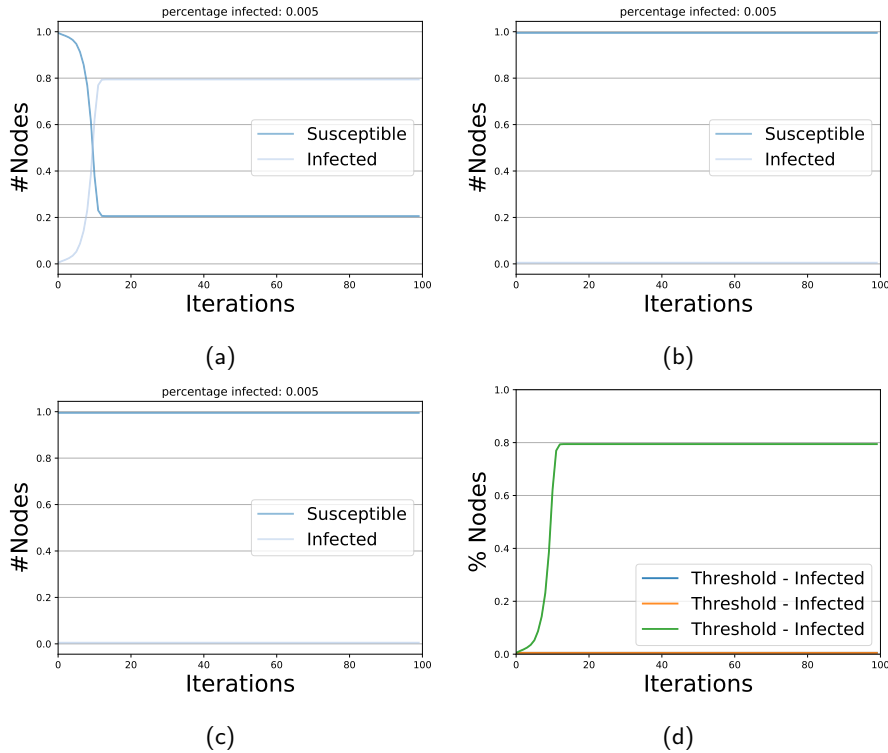 percentage infected: 0.005
1.0
0.8
0.6
0.4
0.2
0.0
#Nodes
Susceptible
Infected
0 20 40 60 80 100
Iterations
(a)
percentage infected: 0.005
1.0
0.8
0.6
0.4
0.2
0.0
#Nodes
Susceptible
Infected
0 20 40 60 80 100
Iterations
(b)
percentage infected: 0.005
1.0
0.8
0.6
0.4
0.2
0.0
#Nodes
Susceptible
Infected
0 20 40 60 80 100
Iterations
(c)
1.0
0.8
0.6
0.4
0.2
0.0
% Nodes
Threshold - Infected
Threshold - Infected
Threshold - Infected
0 20 40 60 80 100
Iterations
(d)